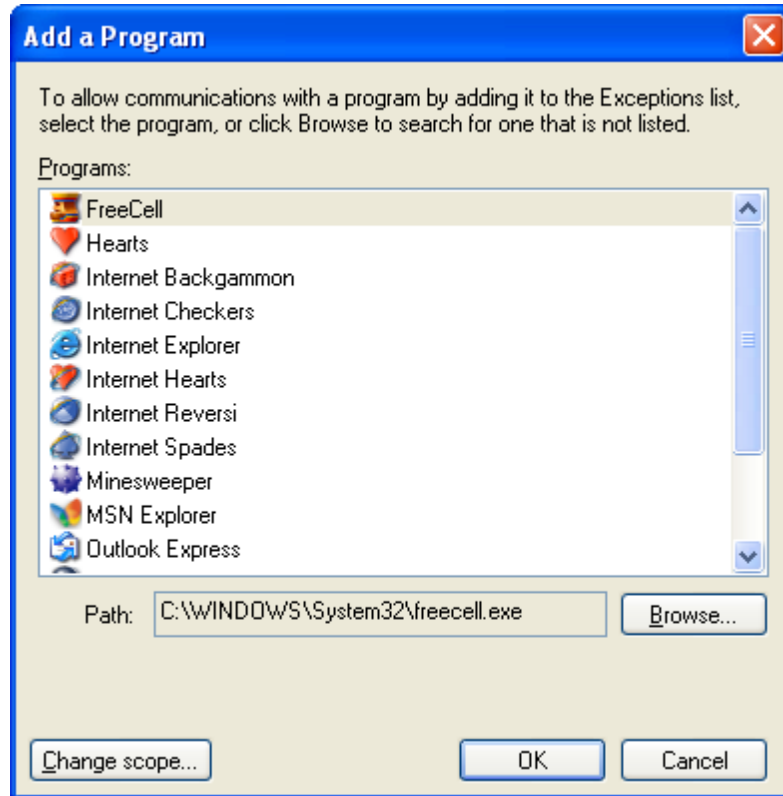 Add a Program
To allow communications with a program by adding it to the Exceptions list,
select the program, or click Browse to search for one that is not listed.
Programs:
FreeCell
Hearts
Internet Backgammon
Internet Checkers
Internet Explorer
Internet Hearts
Internet Reversi
Internet Spades
Minesweeper
MSN Explorer
Outlook Express
Path: C:\WINDOWS\System32\freecell.exe Browse...
Change scope... OK Cancel